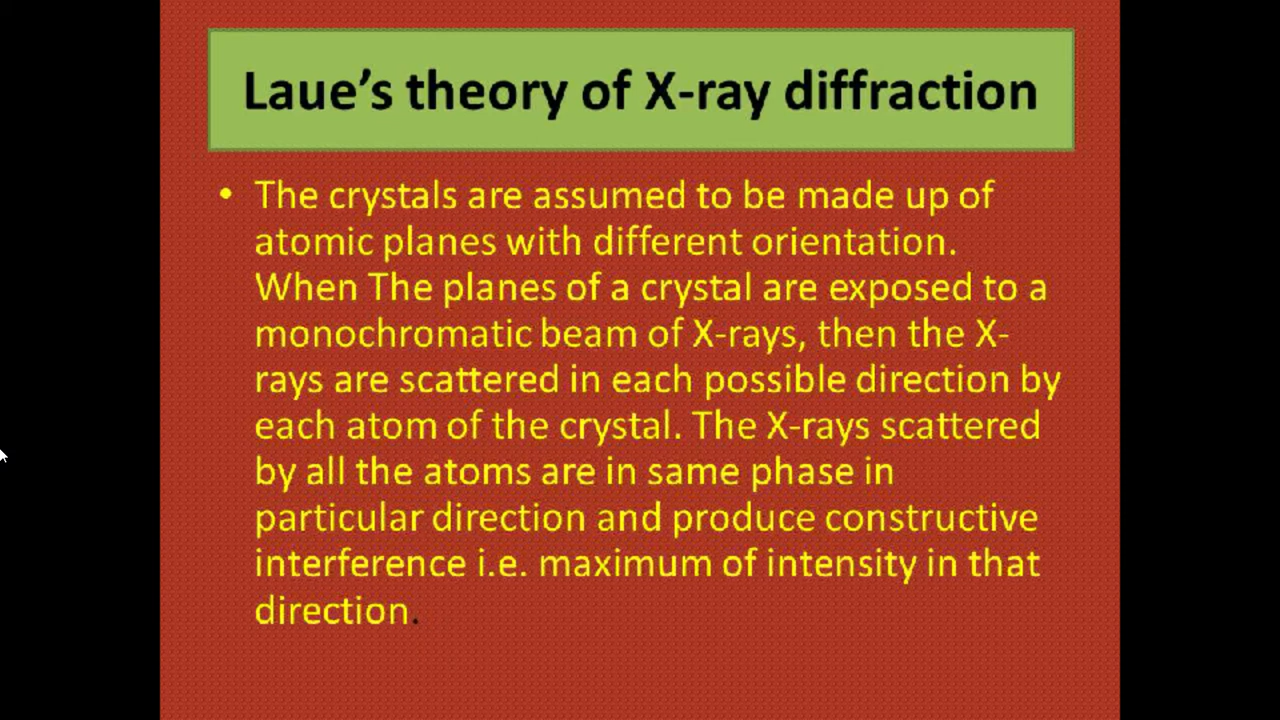 Laue’s theory of X-ray diffraction
• The crystals are assumed to be made up of
atomic planes with different orientation.
When The planes of a crystal are exposed to a
monochromatic beam of X-rays, then the X-
rays are scattered in each possible direction by
each atom of the crystal. The X-rays scattered
by all the atoms are in same phase in
particular direction and produce constructive
interference i.e. maximum of intensity in that
direction.